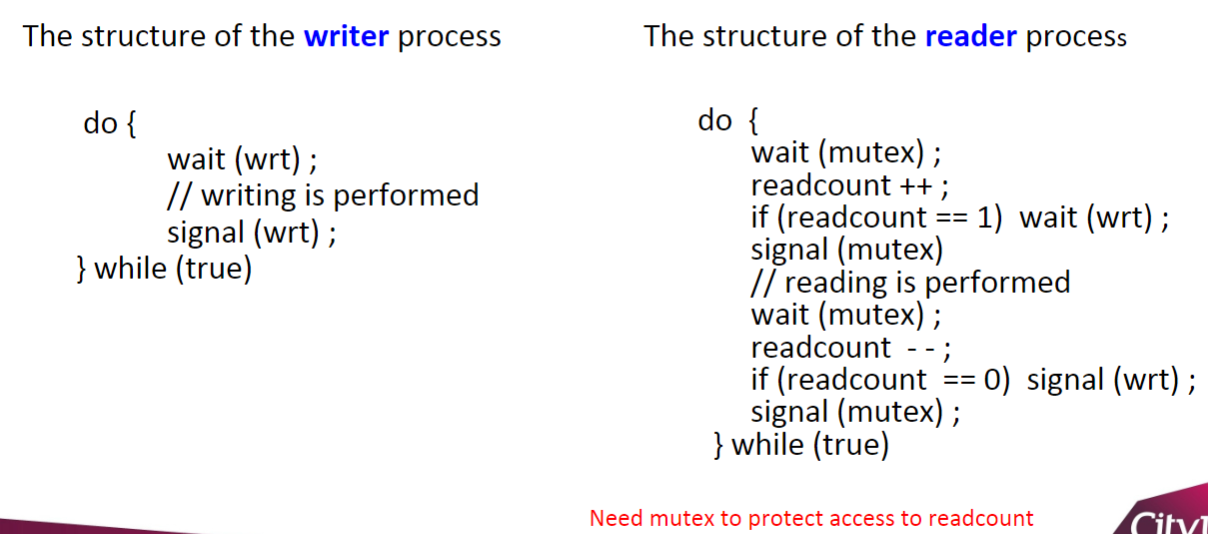 The structure of the writer process
do {
wait (wrt) ;
// writing is performed
signal (wrt) ;
} while (true)
The structure of the reader process
do {
wait (mutex) ;
readcount ++ ;
if (readcount == 1) wait (wrt) ;
signal (mutex)
// reading is performed
wait (mutex) ;
readcount - - ;
if (readcount == 0) signal (wrt) ;
signal (mutex) ;
} while (true)
Need mutex to protect access to readcount